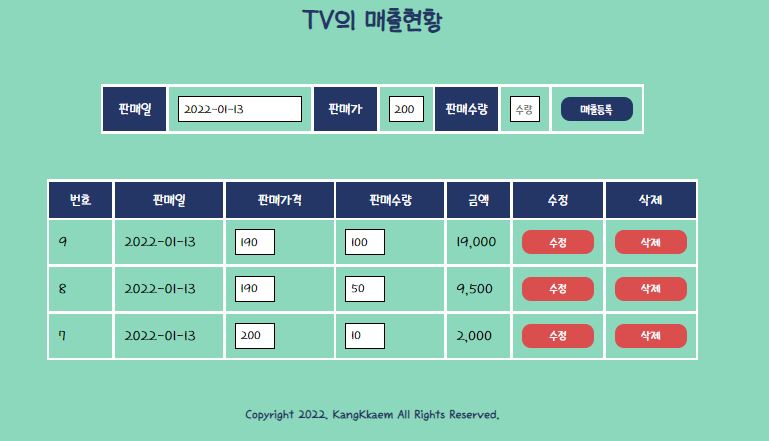 TV의 매출현황
판매일 2022-01-13 판매가 200 판매수량 수량 매출등록
번호 판매일 판매가격 판매수량 금액 수정 삭제
9 2022-01-13 190 100 19,000 수정 삭제
8 2022-01-13 190 50 9,500 수정 삭제
7 2022-01-13 200 10 2,000 수정 삭제
Copyright 2022. KangKkaem All Rights Reserved.